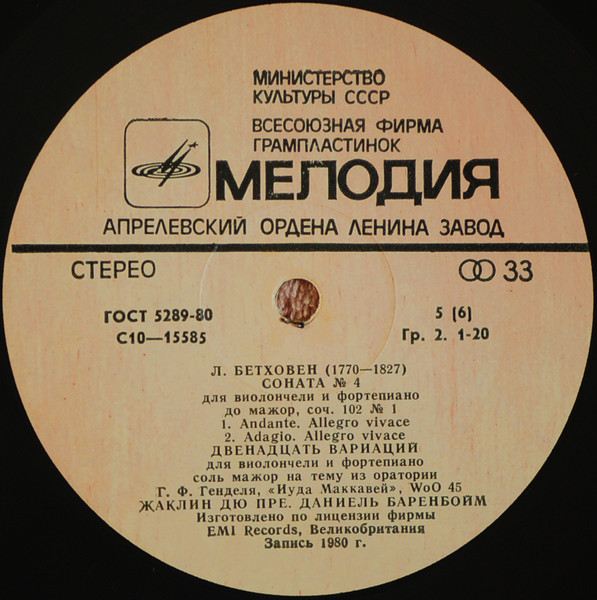 МИНИСТЕРСТВО
КУЛЬТУРЫ СССР
ВСЕСОЮЗНАЯ ФИРМА
ГРАМПЛАСТИНОК
МЕЛОДИЯ
АПРЕЛЕВСКИЙ ОРДЕНА ЛЕНИНА ЗАВОД
СТЕРЕО 33
ГОСТ 5289-80 5 (6)
С10—15585 Гр. 2. 1-20
Л. БЕТХОВЕН (1770—1827)
СОНАТА № 4
для виолончели и фортепиано
до мажор, соч. 102 № 1
1. Andante. Allegro vivace
2. Adagio. Allegro vivace
ДВЕНАДЦАТЬ ВАРИАЦИЙ
для виолончели и фортепиано
соль мажор на тему из оратории
Г. Ф. Генделя, «Иуда Маккавей», WoO 45
ЖАКЛИН ДЮ ПРЕ. ДАНИЕЛЬ БАРЕНБОЙМ
Изготовлено по лицензии фирмы
EMI Records, Великобритания
Запись 1980 г.